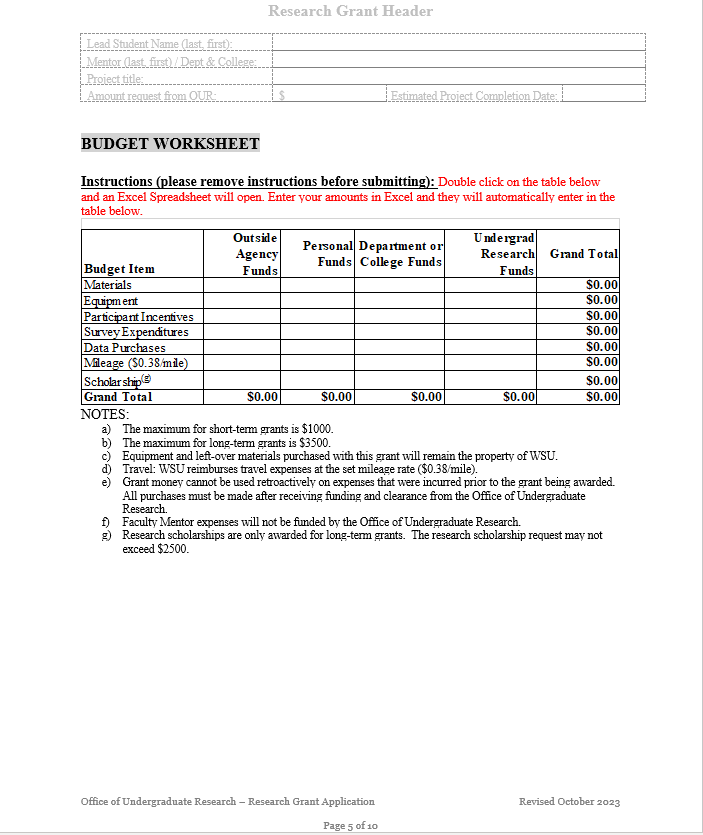 Research Grant Header
Lead Student Name (last, first):
Mentor (last, first) / Dept & College:
Project title:
Amount request from OUR: $ Estimated Project Completion Date:
BUDGET WORKSHEET
Instructions (please remove instructions before submitting): Double click on the table below
and an Excel Spreadsheet will open. Enter your amounts in Excel and they will automatically enter in the
table below.
Budget Item Outside Agency Funds Personal Funds Department or College Funds Undergrad Research Funds Grand Total
Materials $0.00
Equipment $0.00
Participant Incentives $0.00
Survey Expenditures $0.00
Data Purchases $0.00
Mileage ($0.38/mile) $0.00
Scholarship(g) $0.00
Grand Total $0.00 $0.00 $0.00 $0.00 $0.00
NOTES:
a) The maximum for short-term grants is $1000.
b) The maximum for long-term grants is $3500.
c) Equipment and left-over materials purchased with this grant will remain the property of WSU.
d) Travel: WSU reimburses travel expenses at the set mileage rate ($0.38/mile).
e) Grant money cannot be used retroactively on expenses that were incurred prior to the grant being awarded.
All purchases must be made after receiving funding and clearance from the Office of Undergraduate
Research.
f) Faculty Mentor expenses will not be funded by the Office of Undergraduate Research.
g) Research scholarships are only awarded for long-term grants. The research scholarship request may not
exceed $2500.
Office of Undergraduate Research – Research Grant Application Revised October 2023
Page 5 of 10